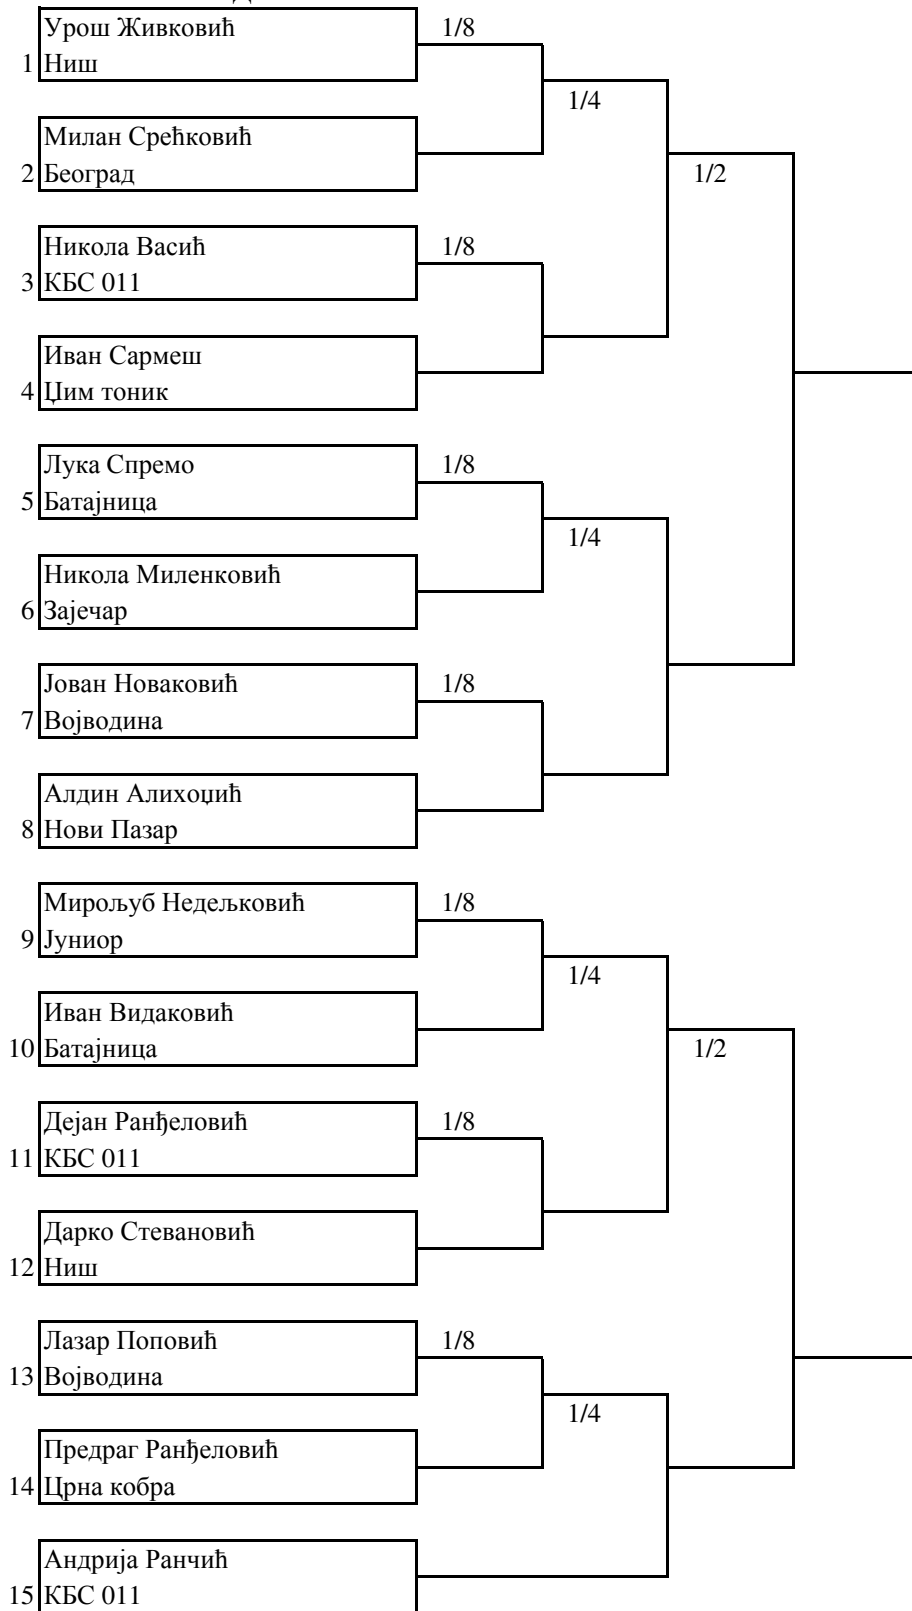 Урош Живковић 1/8
1 Ниш
1/4
Милан Срећковић
2 Београд 1/2
Никола Васић 1/8
3 КБС 011
Иван Сармеш
4 Џим тоник
Лука Спремо 1/8
5 Батајница
1/4
Никола Миленковић
6 Зајечар
Јован Новаковић 1/8
7 Војводина
Алдин Алихоџић
8 Нови Пазар
Мирољуб Недељковић 1/8
9 Јуниор
1/4
Иван Видаковић
10 Батајница 1/2
Дејан Ранђеловић 1/8
11 КБС 011
Дарко Стевановић
12 Ниш
Лазар Поповић 1/8
13 Војводина
1/4
Предраг Ранђеловић
14 Црна кобра
Андрија Ранчић
15 КБС 011